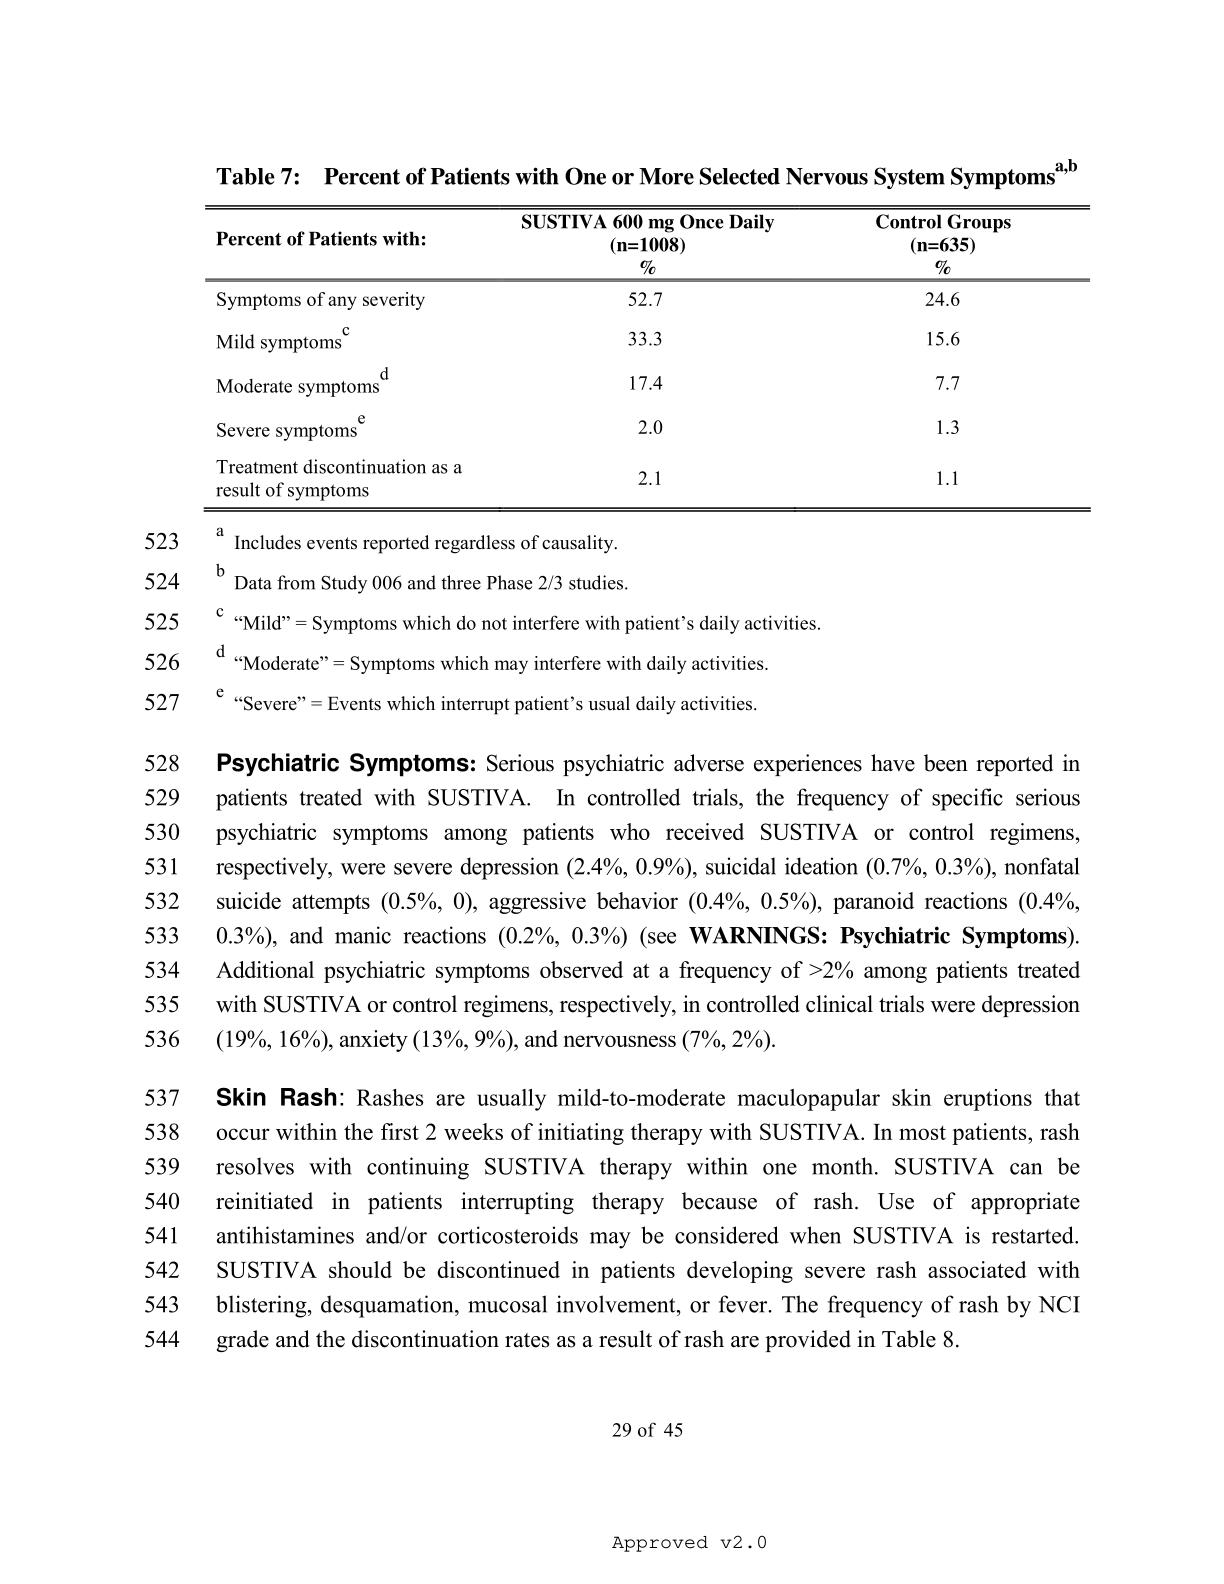 Table 7: Percent of Patients with One or More Selected Nervous System Symptomsa,b
Percent of Patients with: SUSTIVA 600 mg Once Daily (n=1008) % Control Groups (n=635) %
Symptoms of any severity 52.7 24.6
Mild symptomsc 33.3 15.6
Moderate symptomsd 17.4 7.7
Severe symptomse 2.0 1.3
Treatment discontinuation as a
result of symptoms 2.1 1.1
523 a Includes events reported regardless of causality.
524 b Data from Study 006 and three Phase 2/3 studies.
525 c “Mild” = Symptoms which do not interfere with patient’s daily activities.
526 d “Moderate” = Symptoms which may interfere with daily activities.
527 e “Severe” = Events which interrupt patient’s usual daily activities.
528 Psychiatric Symptoms: Serious psychiatric adverse experiences have been reported in
529 patients treated with SUSTIVA. In controlled trials, the frequency of specific serious
530 psychiatric symptoms among patients who received SUSTIVA or control regimens,
531 respectively, were severe depression (2.4%, 0.9%), suicidal ideation (0.7%, 0.3%), nonfatal
532 suicide attempts (0.5%, 0), aggressive behavior (0.4%, 0.5%), paranoid reactions (0.4%,
533 0.3%), and manic reactions (0.2%, 0.3%) (see WARNINGS: Psychiatric Symptoms).
534 Additional psychiatric symptoms observed at a frequency of >2% among patients treated
535 with SUSTIVA or control regimens, respectively, in controlled clinical trials were depression
536 (19%, 16%), anxiety (13%, 9%), and nervousness (7%, 2%).
537 Skin Rash: Rashes are usually mild-to-moderate maculopapular skin eruptions that
538 occur within the first 2 weeks of initiating therapy with SUSTIVA. In most patients, rash
539 resolves with continuing SUSTIVA therapy within one month. SUSTIVA can be
540 reinitiated in patients interrupting therapy because of rash. Use of appropriate
541 antihistamines and/or corticosteroids may be considered when SUSTIVA is restarted.
542 SUSTIVA should be discontinued in patients developing severe rash associated with
543 blistering, desquamation, mucosal involvement, or fever. The frequency of rash by NCI
544 grade and the discontinuation rates as a result of rash are provided in Table 8.
29 of 45
Approved v2.0